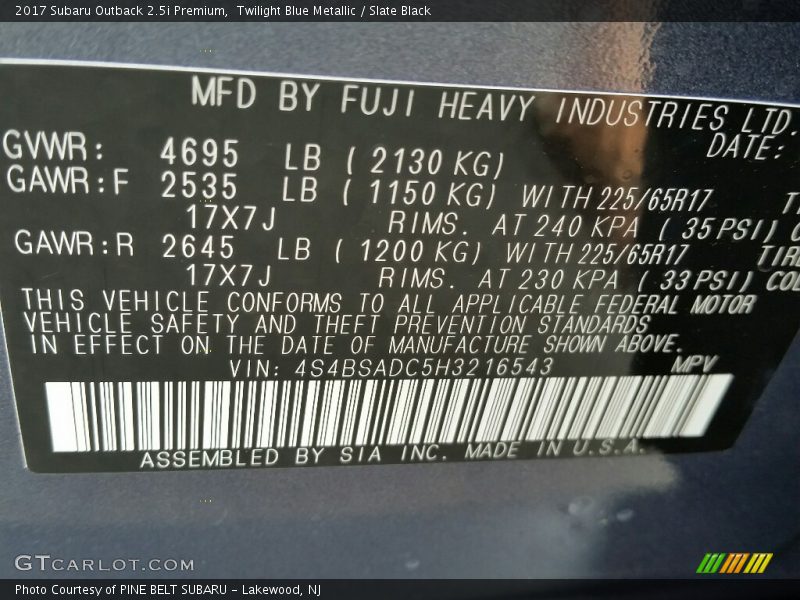 2017 Subaru Outback 2.5i Premium, Twilight Blue Metallic / Slate Black
MFD BY FUJI HEAVY INDUSTRIES LTD.
DATE:
GVWR: 4695 LB ( 2130 KG)
GAWR:F 2535 LB ( 1150 KG) WITH 225/65R17
17X7J RIMS. AT 240 KPA ( 35 PSI)
GAWR:R 2645 LB ( 1200 KG) WITH 225/65R17
17X7J RIMS. AT 230 KPA ( 33 PSI)
THIS VEHICLE CONFORMS TO ALL APPLICABLE FEDERAL MOTOR
VEHICLE SAFETY AND THEFT PREVENTION STANDARDS
IN EFFECT ON THE DATE OF MANUFACTURE SHOWN ABOVE.
VIN: 4S4BSADC5H3216543 MPV
ASSEMBLED BY SIA INC. MADE IN U.S.A.
GTCARLOT.COM
Photo Courtesy of PINE BELT SUBARU - Lakewood, NJ